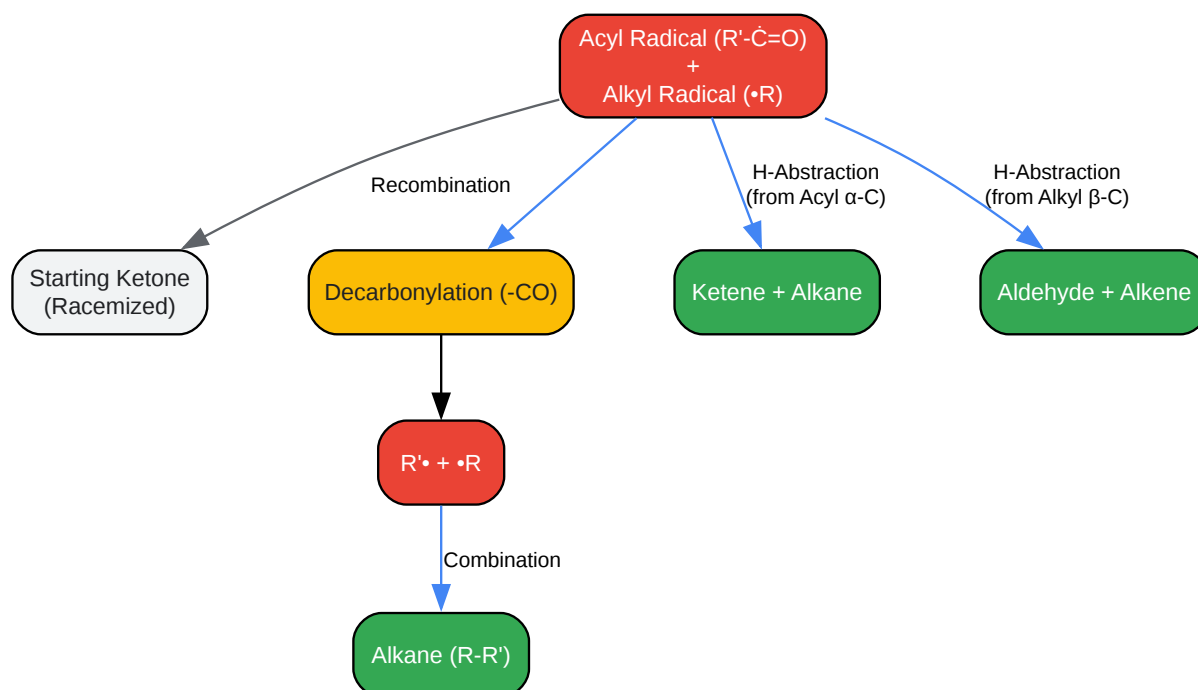 Acyl Radical (R'-Ċ=O)
+
Alkyl Radical (•R)
Recombination
H-Abstraction
(from Acyl α-C)
H-Abstraction
(from Alkyl β-C)
Starting Ketone
(Racemized)
Decarbonylation (-CO)
Ketene + Alkane
Aldehyde + Alkene
R'• + •R
Combination
Alkane (R-R')